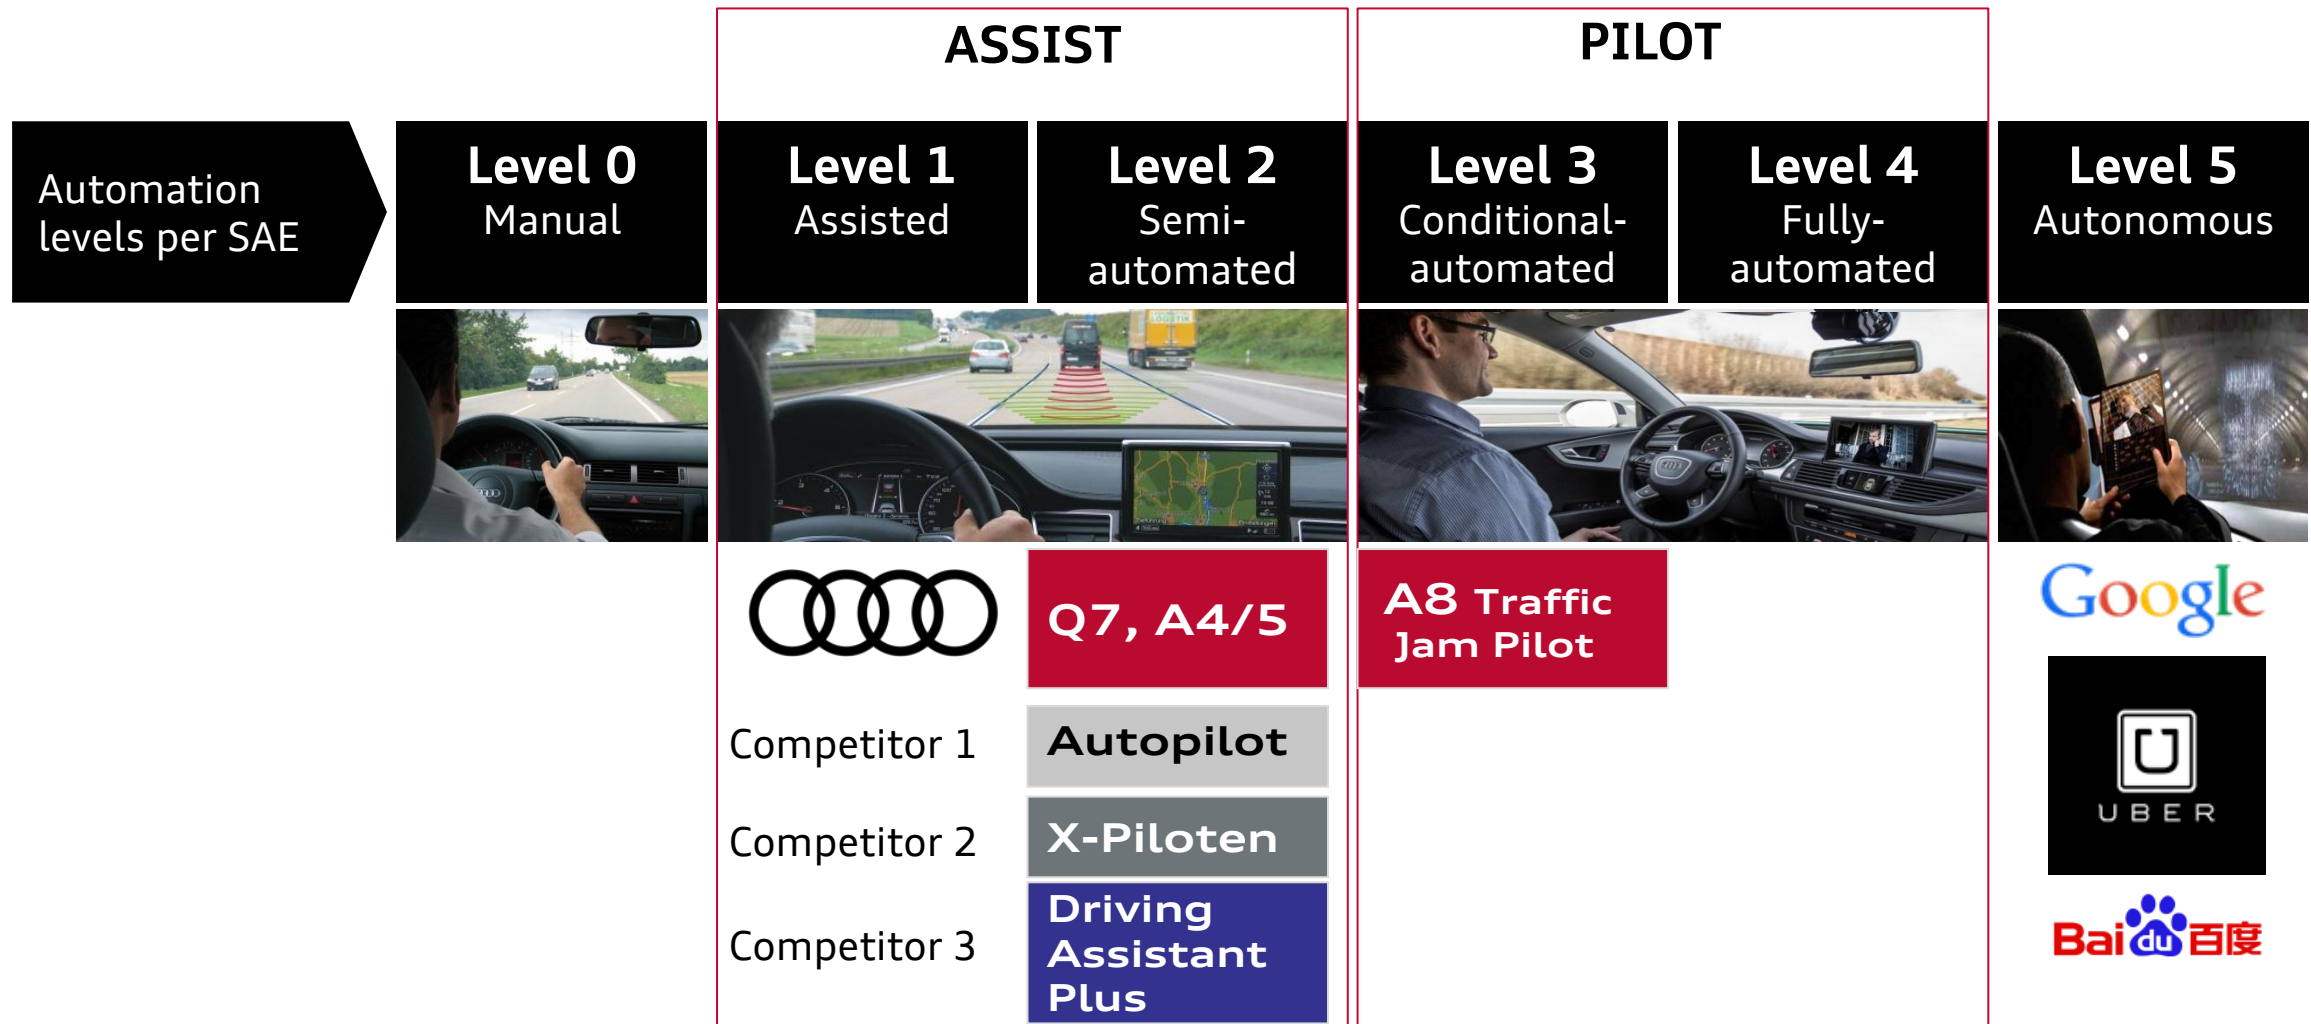 ASSIST
PILOT
Automation
levels per SAE
Level 0
Manual
Level 1
Assisted
Level 2
Semi-
automated
Level 3
Conditional-
automated
Level 4
Fully-
automated
Level 5
Autonomous
LOGISTIK
Q7, A4/5
A8 Traffic
Jam Pilot
Google
Competitor 1
Autopilot
UBER
Competitor 2
X-Piloten
Competitor 3
Driving
Assistant
Plus
Bai du 百度